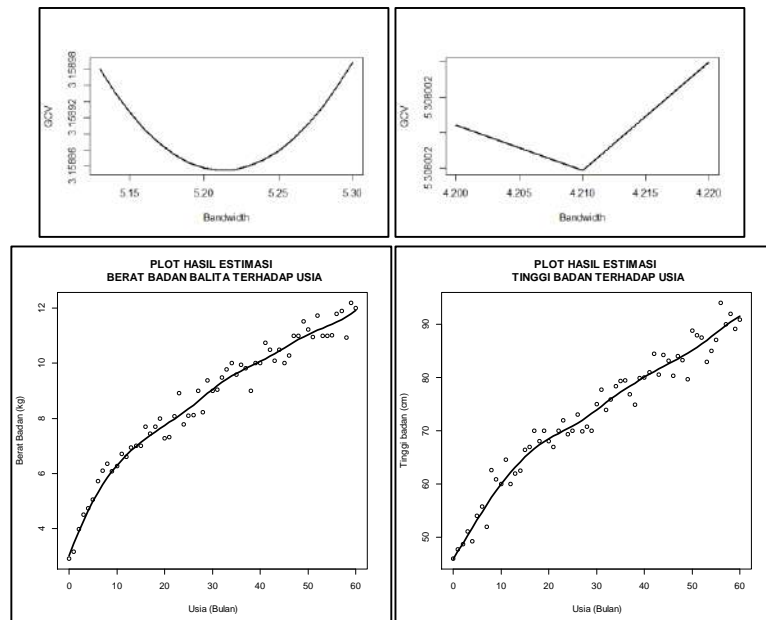 GCV
3.15898
3.15892
3.15886
5.15 5.20 5.25 5.30
Bandwidth
GCV
5.308002
5.308002
4.200 4.205 4.210 4.215 4.220
Bandwidth
PLOT HASIL ESTIMASI
BERAT BADAN BALITA TERHADAP USIA
Berat Badan (kg)
12
10
8
6
4
0 10 20 30 40 50 60
Usia (Bulan)
PLOT HASIL ESTIMASI
TINGGI BADAN TERHADAP USIA
Tinggi badan (cm)
90
80
70
60
50
0 10 20 30 40 50 60
Usia (Bulan)